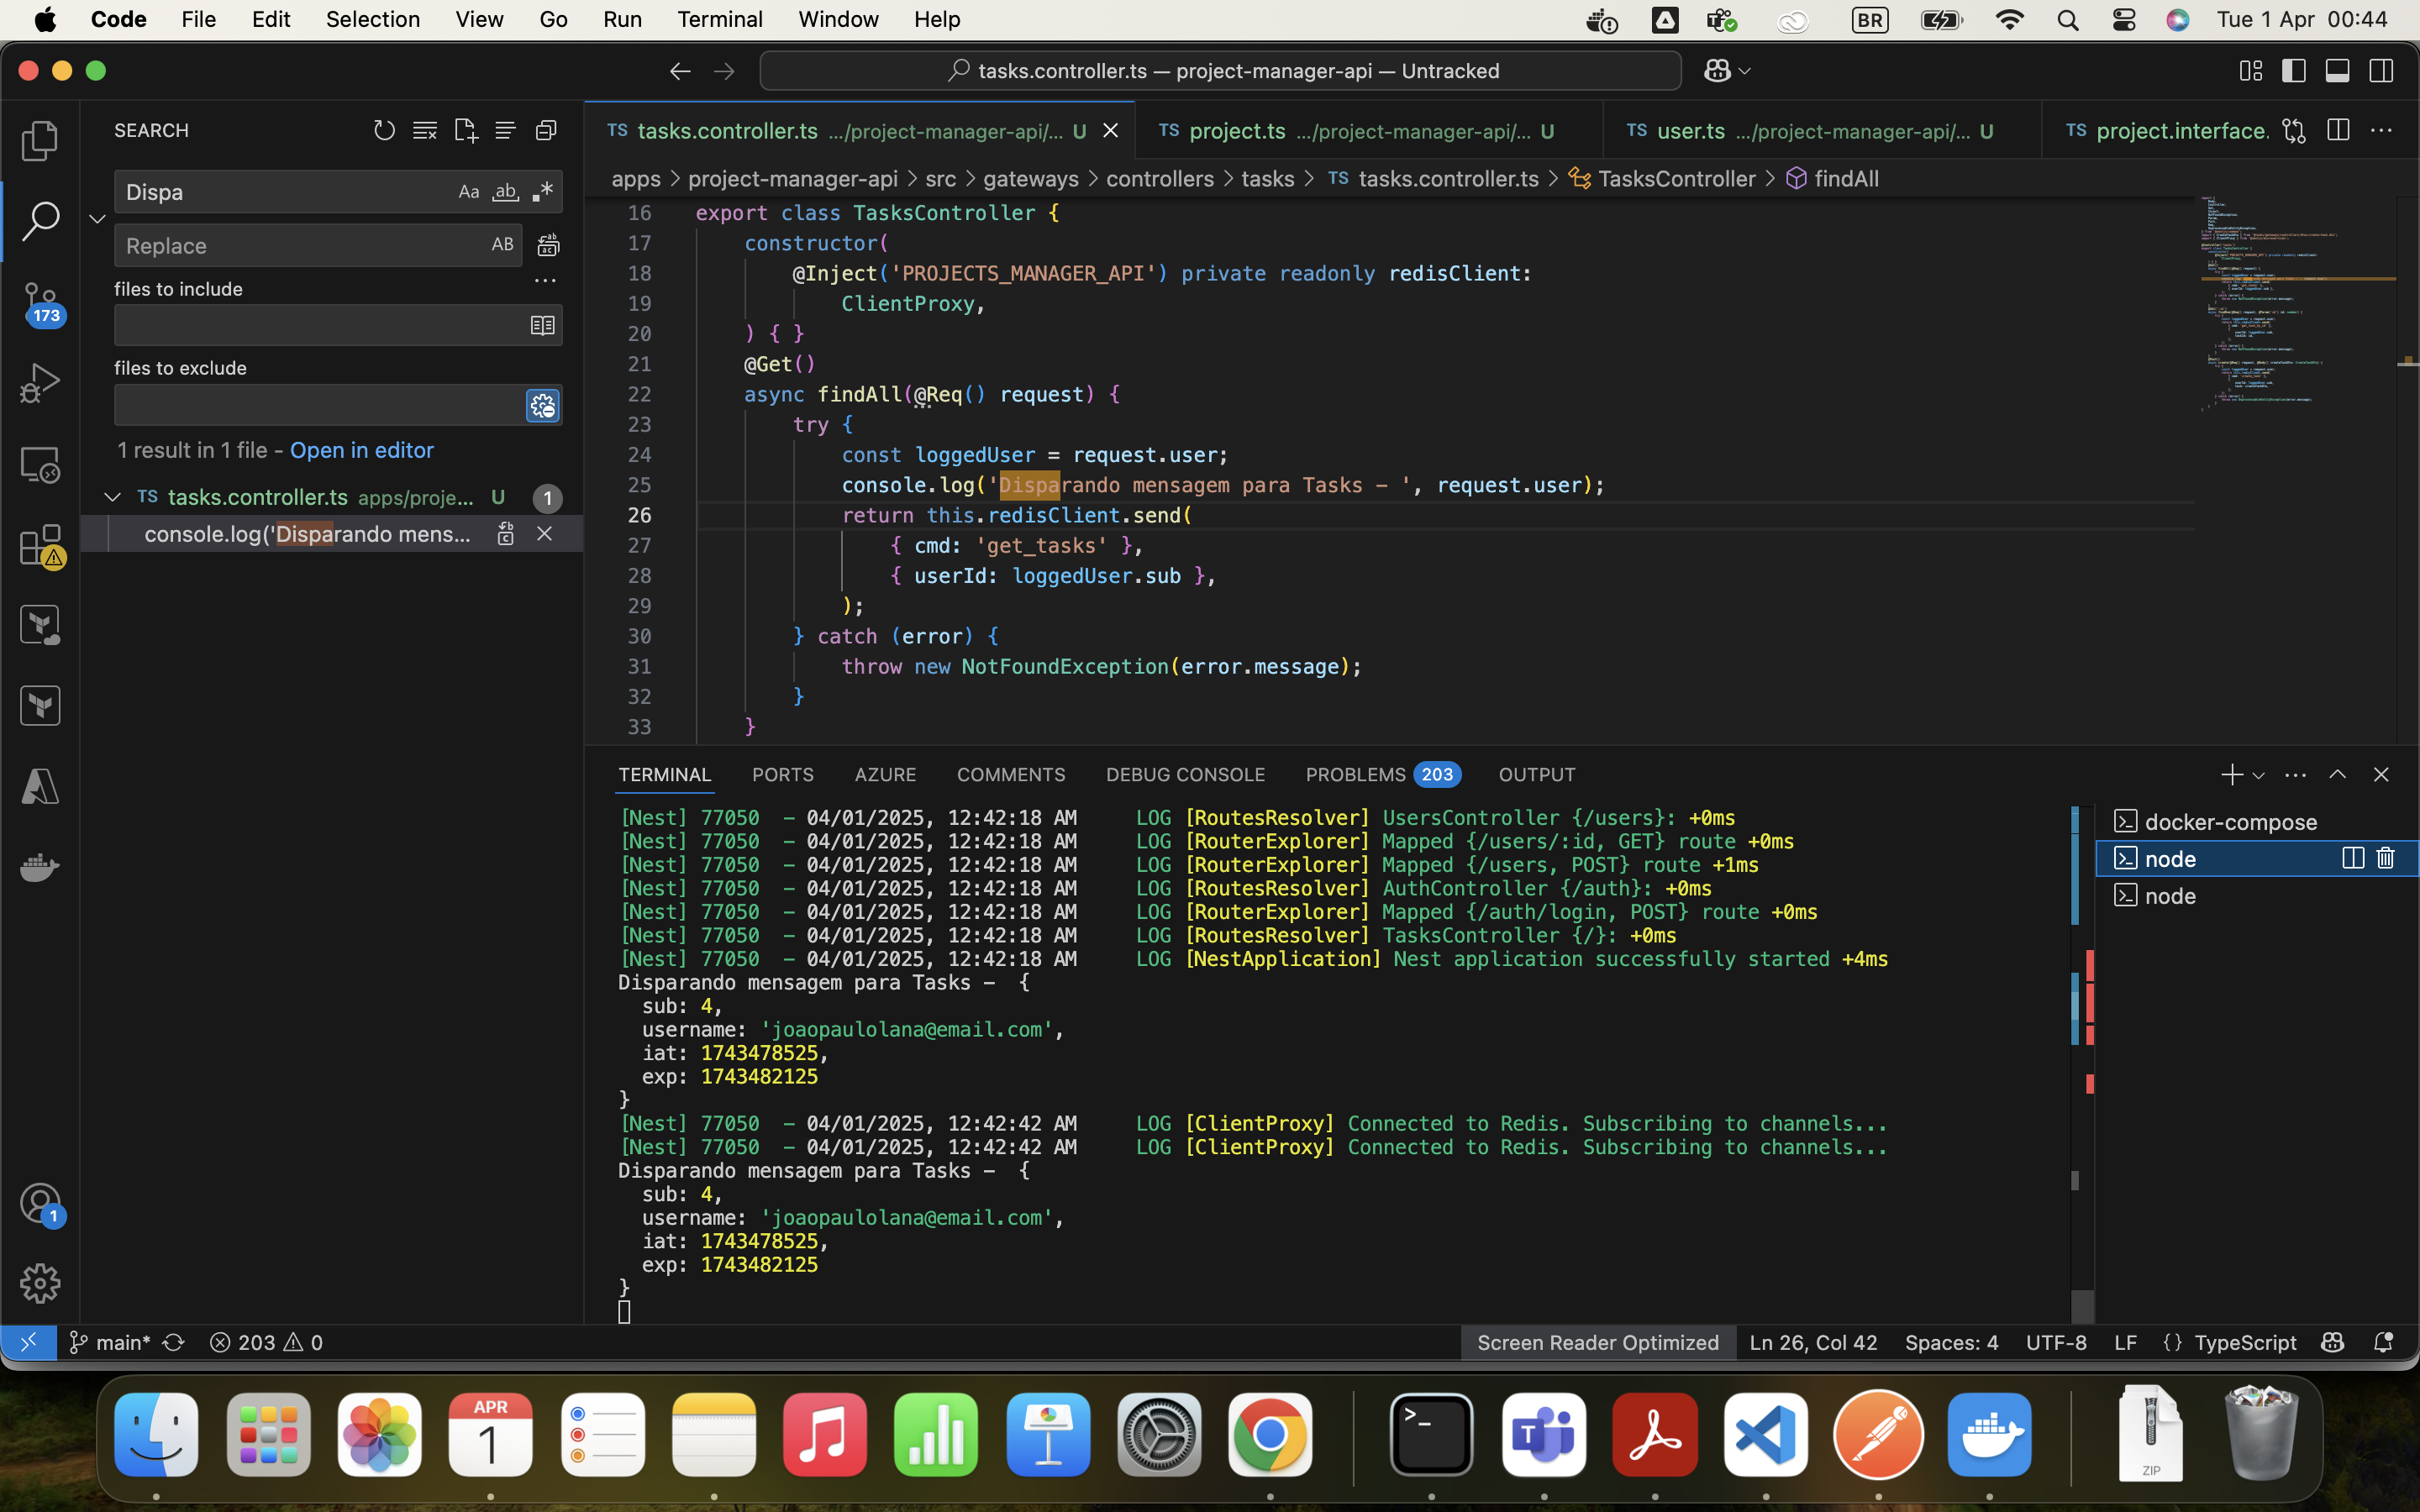 Code File Edit Selection View Go Run Terminal Window Help BR Tue 1 Apr 00:44
tasks.controller.ts — project-manager-api — Untracked
SEARCH
Dispa Aa ab
Replace AB
files to include
files to exclude
1 result in 1 file - Open in editor
TS tasks.controller.ts apps/proje... U 1
console.log('Disparando mens...
173
1
TS tasks.controller.ts .../project-manager-api/... U
TS project.ts .../project-manager-api/... U
TS user.ts .../project-manager-api/... U
TS project.interface.
apps > project-manager-api > src > gateways > controllers > tasks > TS tasks.controller.ts > TasksController > findAll
16 export class TasksController {
17 constructor(
18 @Inject('PROJECTS_MANAGER_API') private readonly redisClient:
19 ClientProxy,
20 ) { }
21 @Get()
22 async findAll(@Req() request) {
23 try {
24 const loggedUser = request.user;
25 console.log('Disparando mensagem para Tasks - ', request.user);
26 return this.redisClient.send(
27 { cmd: 'get_tasks' },
28 { userId: loggedUser.sub },
29 );
30 } catch (error) {
31 throw new NotFoundException(error.message);
32 }
33 }
TERMINAL PORTS AZURE COMMENTS DEBUG CONSOLE PROBLEMS 203 OUTPUT
[Nest] 77050 - 04/01/2025, 12:42:18 AM LOG [RoutesResolver] UsersController {/users}: +0ms
[Nest] 77050 - 04/01/2025, 12:42:18 AM LOG [RouterExplorer] Mapped {/users/:id, GET} route +0ms
[Nest] 77050 - 04/01/2025, 12:42:18 AM LOG [RouterExplorer] Mapped {/users, POST} route +1ms
[Nest] 77050 - 04/01/2025, 12:42:18 AM LOG [RoutesResolver] AuthController {/auth}: +0ms
[Nest] 77050 - 04/01/2025, 12:42:18 AM LOG [RouterExplorer] Mapped {/auth/login, POST} route +0ms
[Nest] 77050 - 04/01/2025, 12:42:18 AM LOG [RoutesResolver] TasksController {/}: +0ms
[Nest] 77050 - 04/01/2025, 12:42:18 AM LOG [NestApplication] Nest application successfully started +4ms
Disparando mensagem para Tasks - {
sub: 4,
username: 'joaopaulolana@email.com',
iat: 1743478525,
exp: 1743482125
}
[Nest] 77050 - 04/01/2025, 12:42:42 AM LOG [ClientProxy] Connected to Redis. Subscribing to channels...
[Nest] 77050 - 04/01/2025, 12:42:42 AM LOG [ClientProxy] Connected to Redis. Subscribing to channels...
Disparando mensagem para Tasks - {
sub: 4,
username: 'joaopaulolana@email.com',
iat: 1743478525,
exp: 1743482125
}
docker-compose
node
node
main* 203 0 Screen Reader Optimized Ln 26, Col 42 Spaces: 4 UTF-8 LF {} TypeScript
APR
1
ZIP